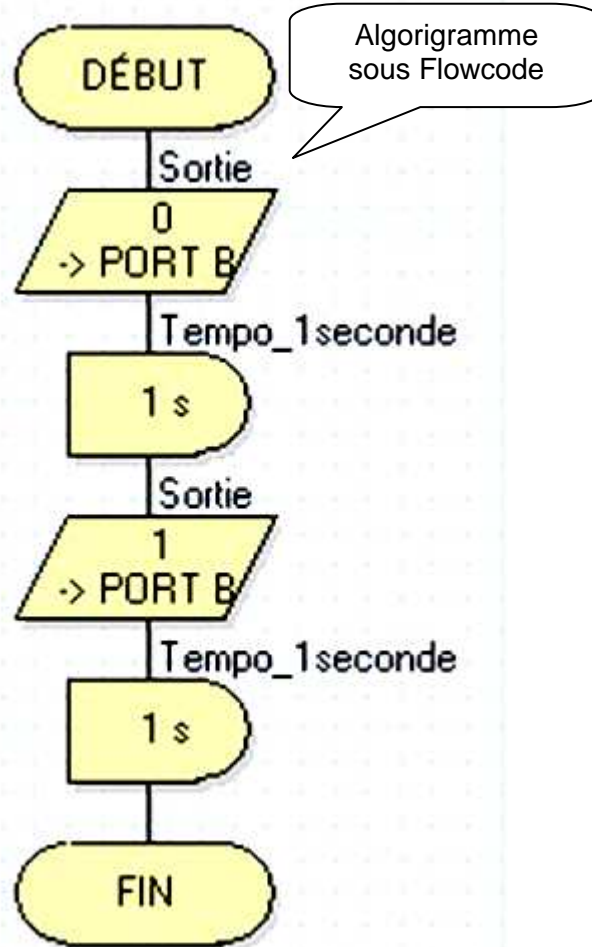 DÉBUT
Algorigramme
sous Flowcode
Sortie
0
-> PORT B
Tempo_1seconde
1 s
Sortie
1
-> PORT B
Tempo_1seconde
1 s
FIN